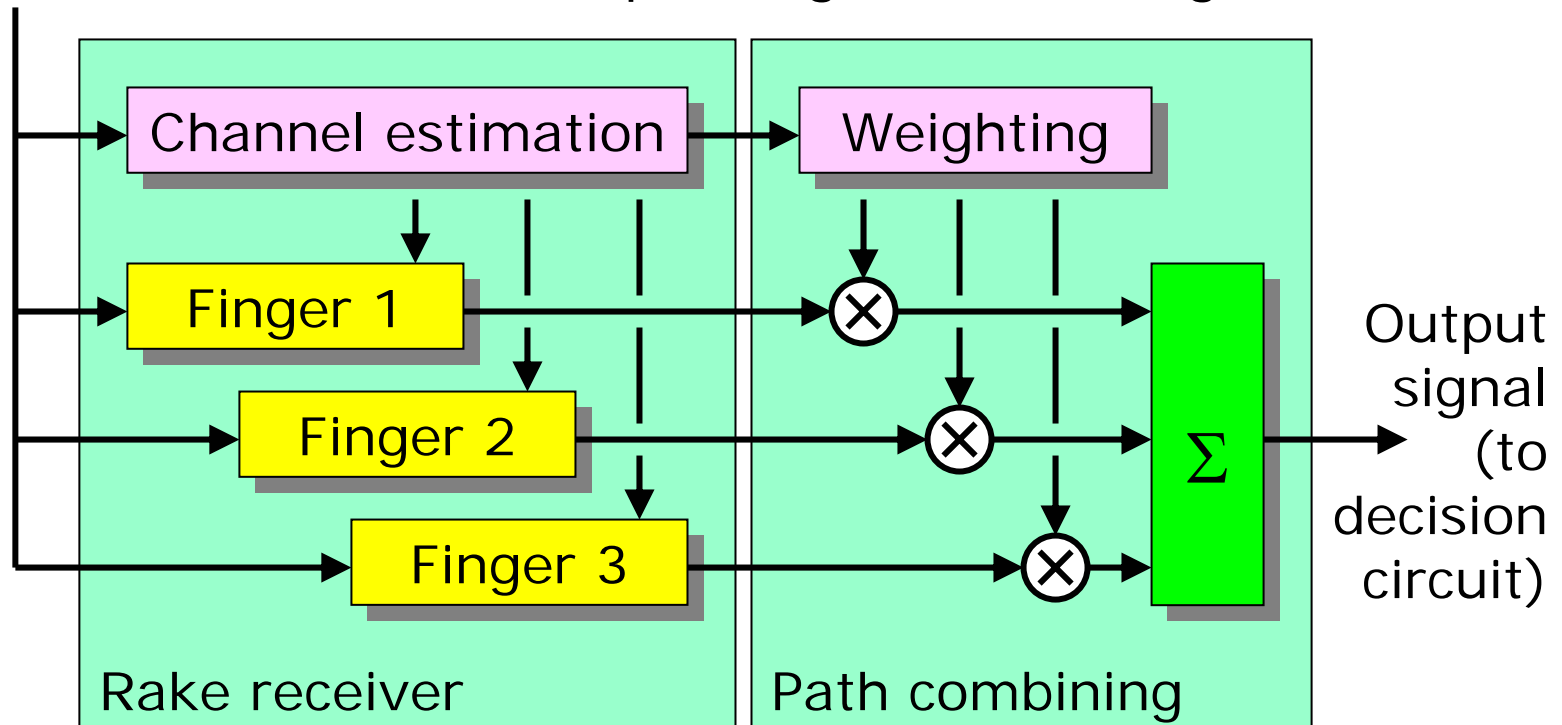 Channel estimation
Weighting
Finger 1
Finger 2
Finger 3
Σ
Output
signal
(to
decision
circuit)
Rake receiver
Path combining